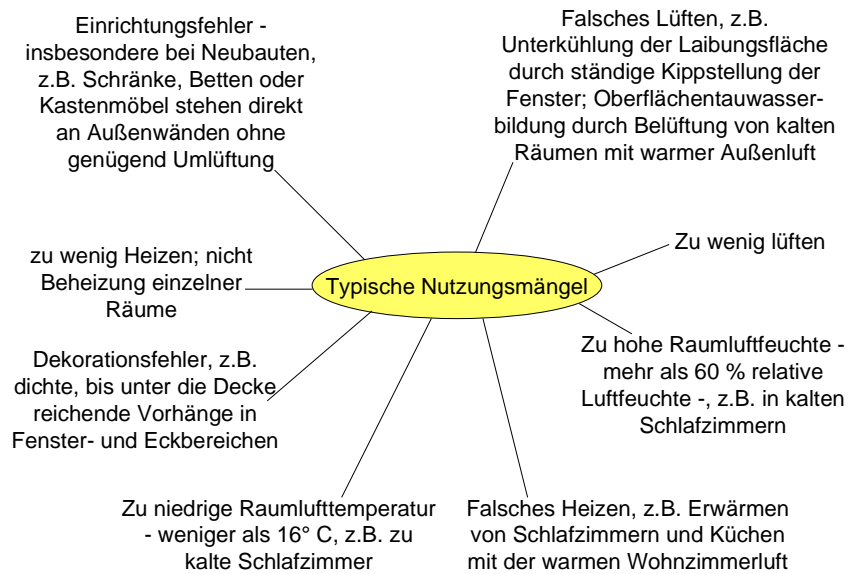 Einrichtungsfehler -
insbesondere bei Neubauten,
z.B. Schränke, Betten oder
Kastenmöbel stehen direkt
an Außenwänden ohne
genügend Umlüftung
Falsches Lüften, z.B.
Unterkühlung der Laibungsfläche
durch ständige Kippstellung der
Fenster; Oberflächentauwasser-
bildung durch Belüftung von kalten
Räumen mit warmer Außenluft
Zu wenig lüften
zu wenig Heizen; nicht
Beheizung einzelner
Räume
Typische Nutzungsmängel
Zu hohe Raumluftfeuchte -
mehr als 60 % relative
Luftfeuchte -, z.B. in kalten
Schlafzimmern
Dekorationsfehler, z.B.
dichte, bis unter die Decke
reichende Vorhänge in
Fenster- und Eckbereichen
Zu niedrige Raumlufttemperatur
- weniger als 16° C, z.B. zu
kalte Schlafzimmer
Falsches Heizen, z.B. Erwärmen
von Schlafzimmern und Küchen
mit der warmen Wohnzimmerluft